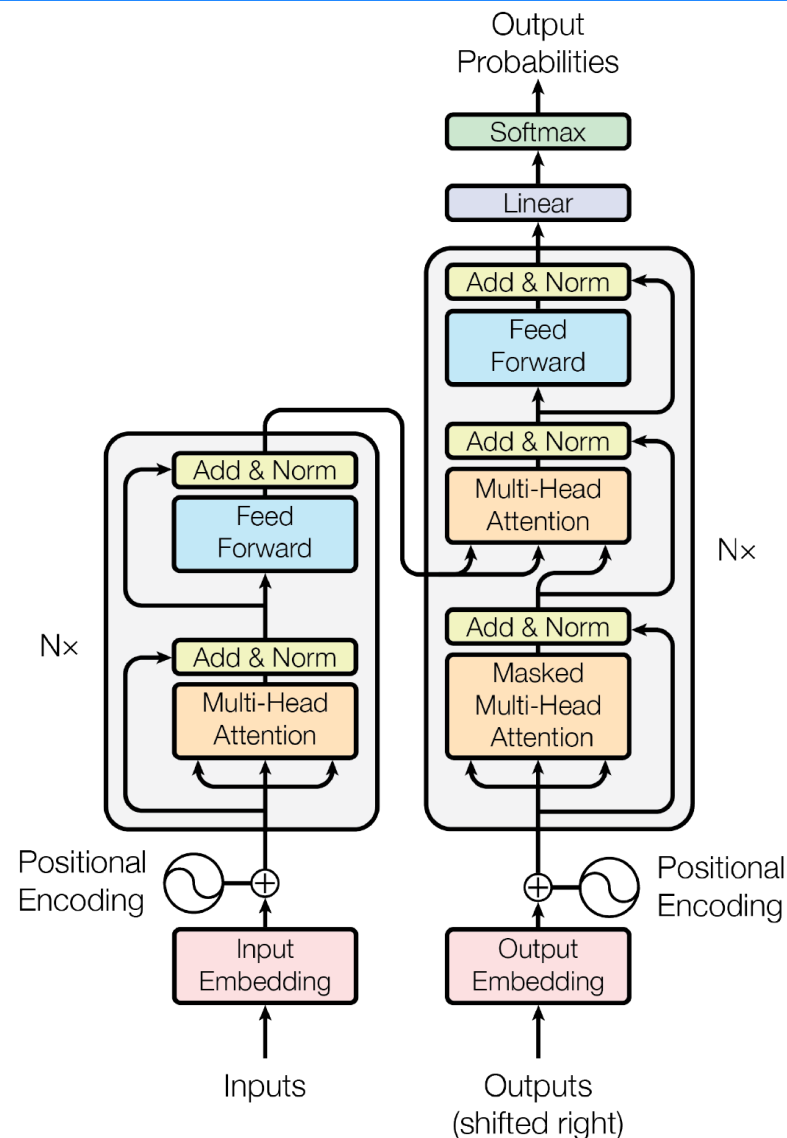 Output
Probabilities
Softmax
Linear
Add & Norm
Feed
Forward
Add & Norm
Multi-Head
Attention
Add & Norm
Masked
Multi-Head
Attention
N×
Add & Norm
Feed
Forward
Add & Norm
Multi-Head
Attention
N×
Positional
Encoding
Positional
Encoding
Input
Embedding
Output
Embedding
Inputs
Outputs
(shifted right)